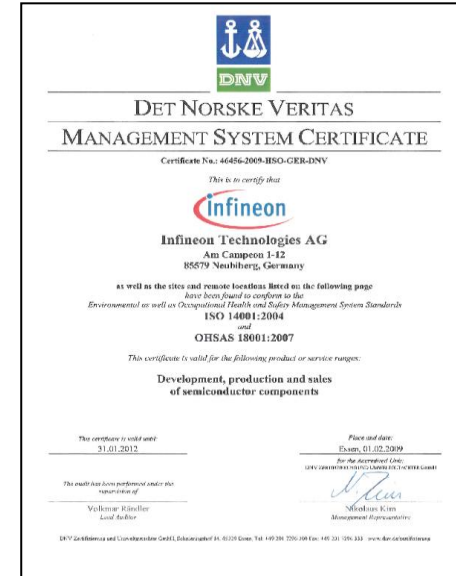 DNV
DET NORSKE VERITAS
MANAGEMENT SYSTEM CERTIFICATE
Certificate No.: 46456-2009-HSO-GER-DNV
This is to certify that
infineon
Infineon Technologies AG
Am Campeon 1-12
85579 Neubiberg, Germany
as well as the sites and remote locations listed on the following page
have been found to conform to the
Environmental as well as Occupational Health and Safety Management System Standards
ISO 14001:2004
and
OHSAS 18001:2007
This certificate is valid for the following product or service ranges:
Development, production and sales
of semiconductor components
This certificate is valid until:
31.01.2012
Place and date:
Essen, 01.02.2009
for the Accredited Unit:
The audit has been performed under the
supervision of
Volkmar Rändler
Lead Auditor
Nikolaus Kim
Management Representative